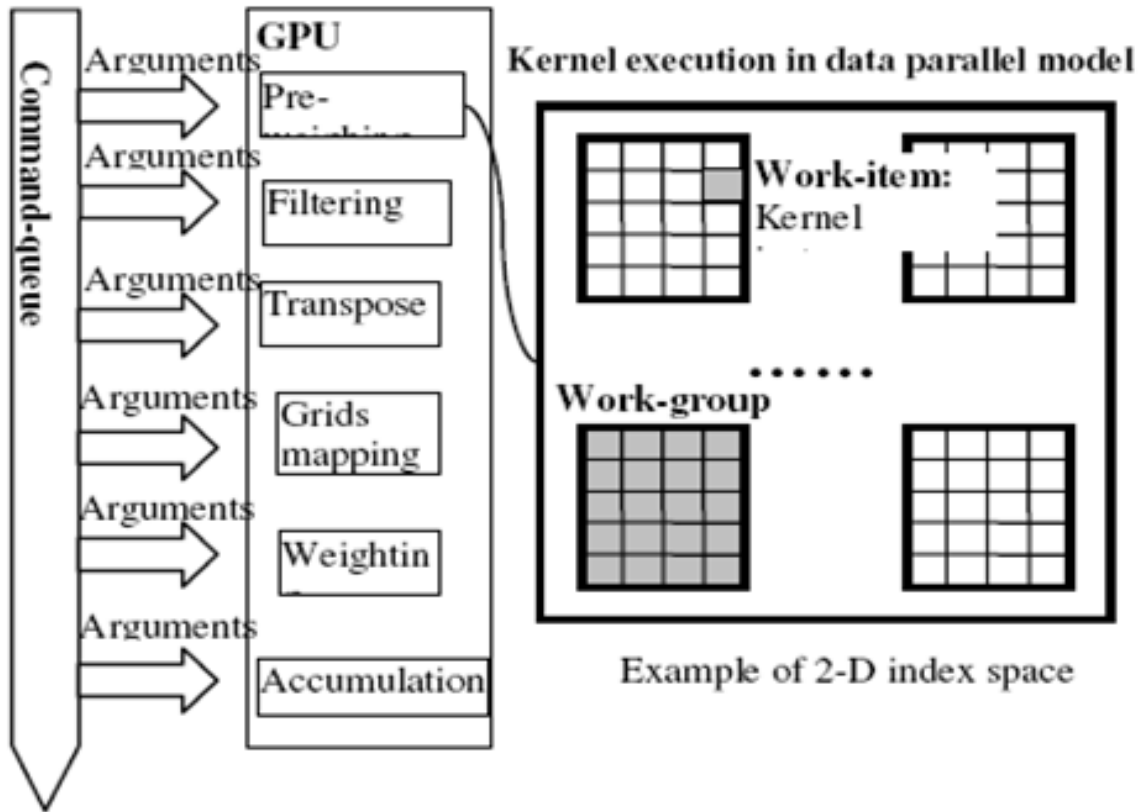 Command-queue
Arguments
Arguments
Arguments
Arguments
Arguments
Arguments
GPU
Pre-
Filtering
Transpose
Grids
mapping
Weightin
Accumulation
Kernel execution in data parallel model
Work-item:
Kernel
......
Work-group
Example of 2-D index space